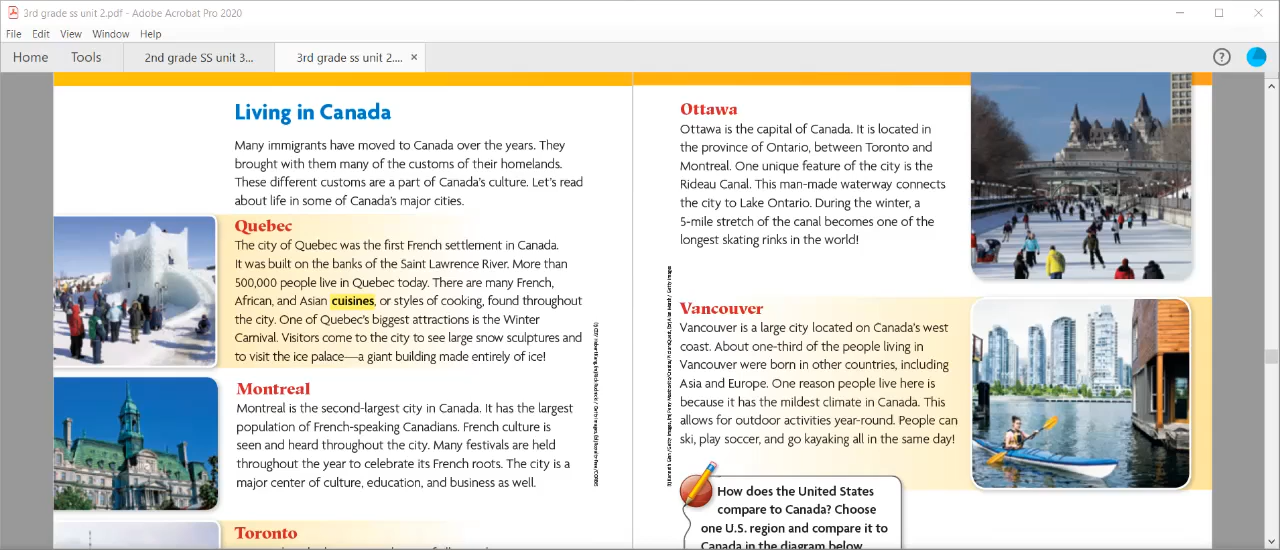 3rd grade ss unit 2.pdf - Adobe Acrobat Pro 2020
File Edit View Window Help
Home Tools 2nd grade SS unit 3... 3rd grade ss unit 2.... ×
Living in Canada
Many immigrants have moved to Canada over the years. They
brought with them many of the customs of their homelands.
These different customs are a part of Canada's culture. Let's read
about life in some of Canada's major cities.
Quebec
The city of Quebec was the first French settlement in Canada.
It was built on the banks of the Saint Lawrence River. More than
500,000 people live in Quebec today. There are many French,
African, and Asian cuisines, or styles of cooking, found throughout
the city. One of Quebec's biggest attractions is the Winter
Carnival. Visitors come to the city to see large snow sculptures and
to visit the ice palace—a giant building made entirely of ice!
Montreal
Montreal is the second-largest city in Canada. It has the largest
population of French-speaking Canadians. French culture is
seen and heard throughout the city. Many festivals are held
throughout the year to celebrate its French roots. The city is a
major center of culture, education, and business as well.
Toronto
Ottawa
Ottawa is the capital of Canada. It is located in
the province of Ontario, between Toronto and
Montreal. One unique feature of the city is the
Rideau Canal. This man-made waterway connects
the city to Lake Ontario. During the winter, a
5-mile stretch of the canal becomes one of the
longest skating rinks in the world!
Vancouver
Vancouver is a large city located on Canada's west
coast. About one-third of the people living in
Vancouver were born in other countries, including
Asia and Europe. One reason people live here is
because it has the mildest climate in Canada. This
allows for outdoor activities year-round. People can
ski, play soccer, and go kayaking all in the same day!
How does the United States
compare to Canada? Choose
one U.S. region and compare it to
Canada in the diagram below